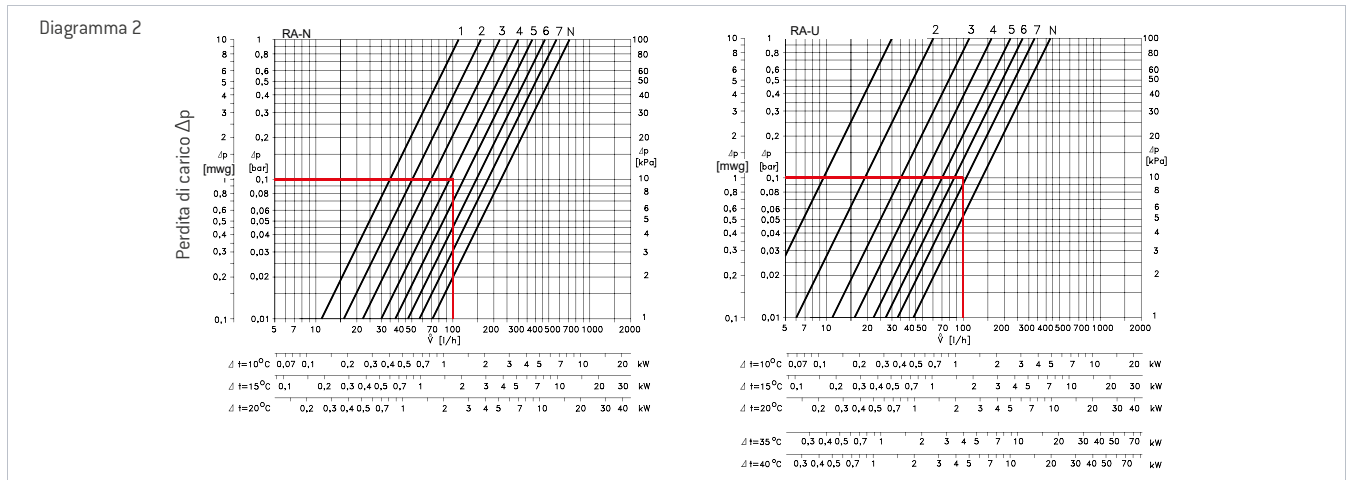 Diagramma 2
Perdita di carico Δp
RA-N
1 2 3 4 5 6 7 N
10 1 100
8 0,8 80
6 0,6 60
5 0,5 50
4 0,4 40
3 0,3 30
2 0,2 20
Δp Δp Δp
[mwg] [bar] [kPa]
1 0,1 10
0,8 0,08 8
0,6 0,06 6
0,5 0,05 5
0,4 0,04 4
0,3 0,03 3
0,2 0,02 2
0,1 0,01 1
5 7 10 20 30 40 50 70 100 200 300 400 500 700 1000 2000
V̇ [l/h]
Δ t=10°C 0,07 0,1 0,2 0,3 0,4 0,5 0,7 1 2 3 4 5 7 10 20 kW
Δ t=15°C 0,1 0,2 0,3 0,4 0,5 0,7 1 2 3 4 5 7 10 20 30 kW
Δ t=20°C 0,2 0,3 0,4 0,5 0,7 1 2 3 4 5 7 10 20 30 40 kW
RA-U
2 3 4 5 6 7 N
10 1 100
8 0,8 80
6 0,6 60
5 0,5 50
4 0,4 40
3 0,3 30
2 0,2 20
Δp Δp Δp
[mwg] [bar] [kPa]
1 0,1 10
0,8 0,08 8
0,6 0,06 6
0,5 0,05 5
0,4 0,04 4
0,3 0,03 3
0,2 0,02 2
0,1 0,01 1
5 7 10 20 30 40 50 70 100 200 300 400 500 700 1000 2000
V̇ [l/h]
Δ t=10°C 0,07 0,1 0,2 0,3 0,4 0,5 0,7 1 2 3 4 5 7 10 20 kW
Δ t=15°C 0,1 0,2 0,3 0,4 0,5 0,7 1 2 3 4 5 7 10 20 30 kW
Δ t=20°C 0,2 0,3 0,4 0,5 0,7 1 2 3 4 5 7 10 20 30 40 kW
Δ t=35°C 0,3 0,4 0,5 0,7 1 2 3 4 5 7 10 20 30 40 50 70 kW
Δ t=40°C 0,3 0,4 0,5 0,7 1 2 3 4 5 7 10 20 30 40 50 70 kW